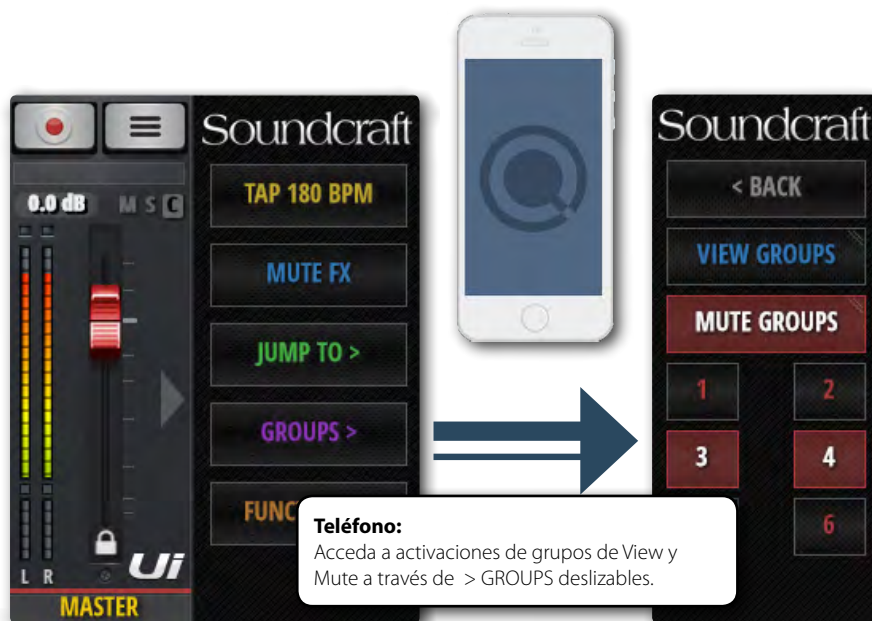 Soundcraft
0.0 dB M S C
TAP 180 BPM
MUTE FX
JUMP TO >
GROUPS >
FUNC
L R
Ui
MASTER
Soundcraft
< BACK
VIEW GROUPS
MUTE GROUPS
1 2
3 4
6
Teléfono:
Acceda a activaciones de grupos de View y
Mute a través de > GROUPS deslizables.